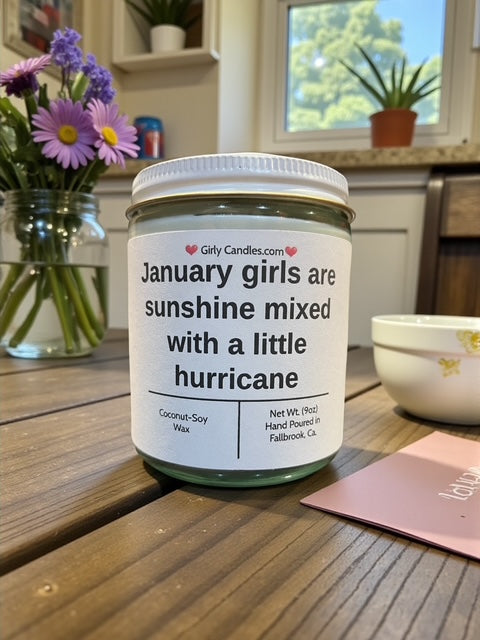 ❤ Girly Candles.com ❤
January girls are
sunshine mixed
with a little
hurricane
Coconut-Soy
Wax
Net Wt. (9oz)
Hand Poured in
Fallbrook, Ca.